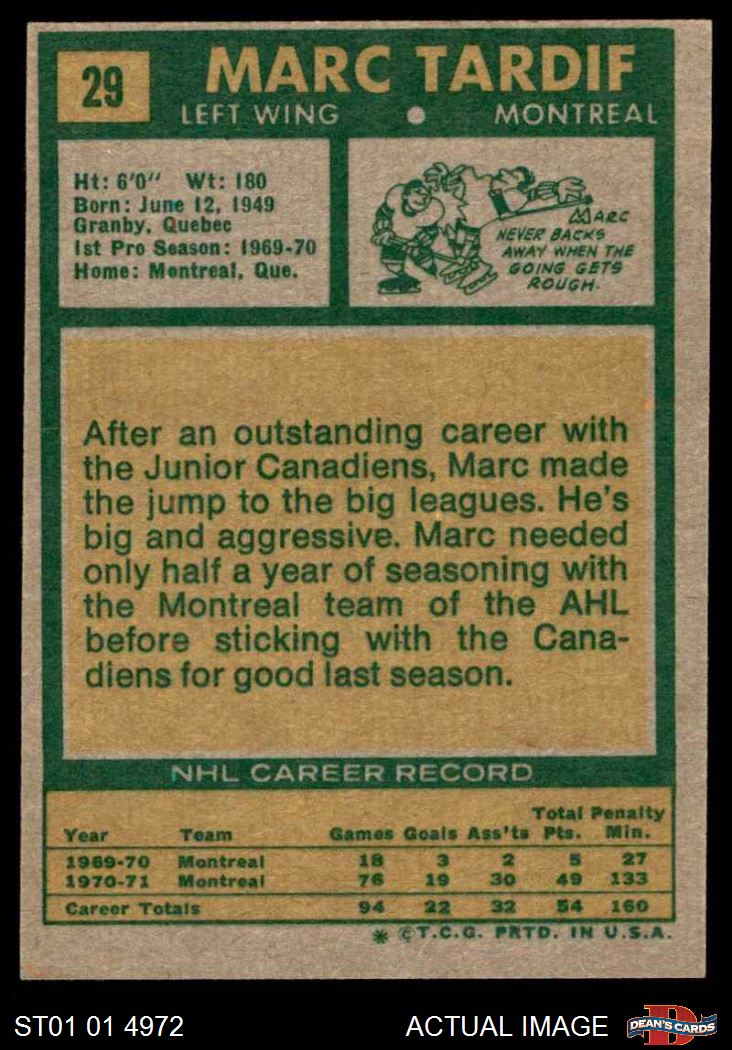 29
MARC TARDIF
LEFT WING • MONTREAL
Ht: 6'0" Wt: 180
Born: June 12, 1949
Granby, Quebec
1st Pro Season: 1969-70
Home: Montreal, Que.
MARC
NEVER BACKS
AWAY WHEN THE
GOING GETS
ROUGH.
After an outstanding career with
the Junior Canadiens, Marc made
the jump to the big leagues. He's
big and aggressive. Marc needed
only half a year of seasoning with
the Montreal team of the AHL
before sticking with the Cana-
diens for good last season.
NHL CAREER RECORD
Total Penalty
Year Team Games Goals Ass'ts Pts. Min.
1969-70 Montreal 18 3 2 5 27
1970-71 Montreal 76 19 30 49 133
Career Totals 94 22 32 54 160
* ©T.C.G. PRTD. IN U.S.A.
ST01 01 4972 ACTUAL IMAGE
D
DEAN'S CARDS